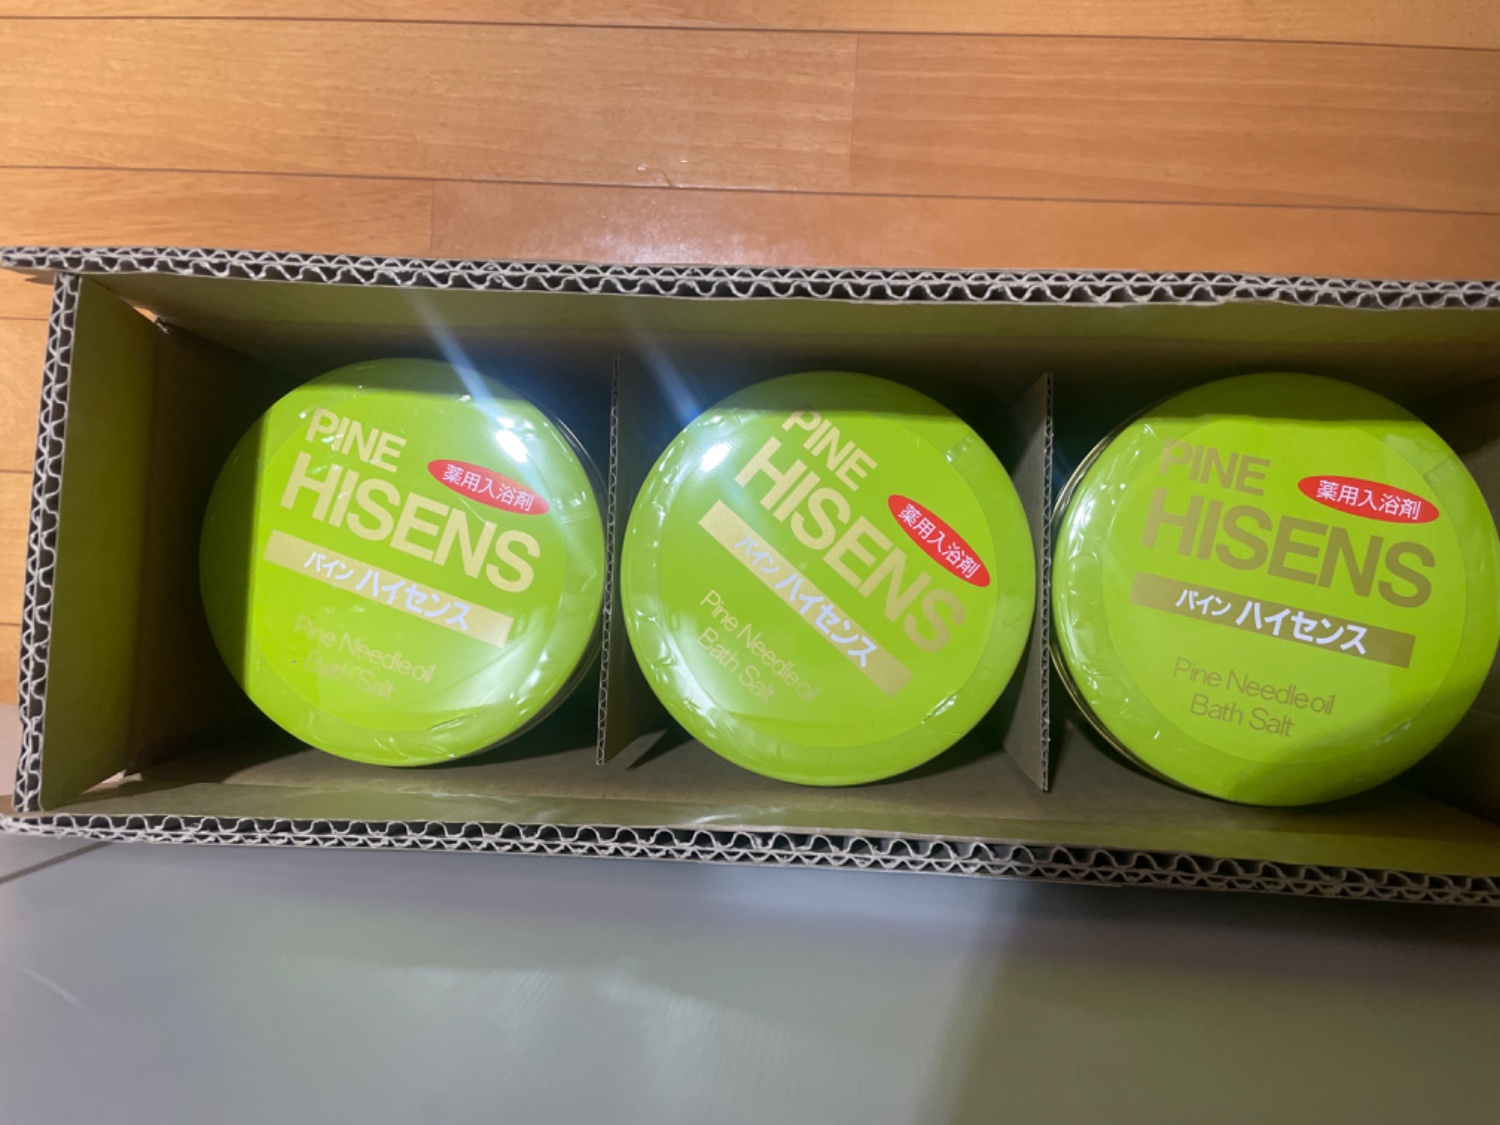 PINE
HISENS
薬用入浴剤
パイン ハイセンス
Pine Needle oil
Bath Salt
PINE
HISENS
薬用入浴剤
パイン ハイセンス
Pine Needle oil
Bath Salt
PINE
HISENS
薬用入浴剤
パイン ハイセンス
Pine Needle oil
Bath Salt